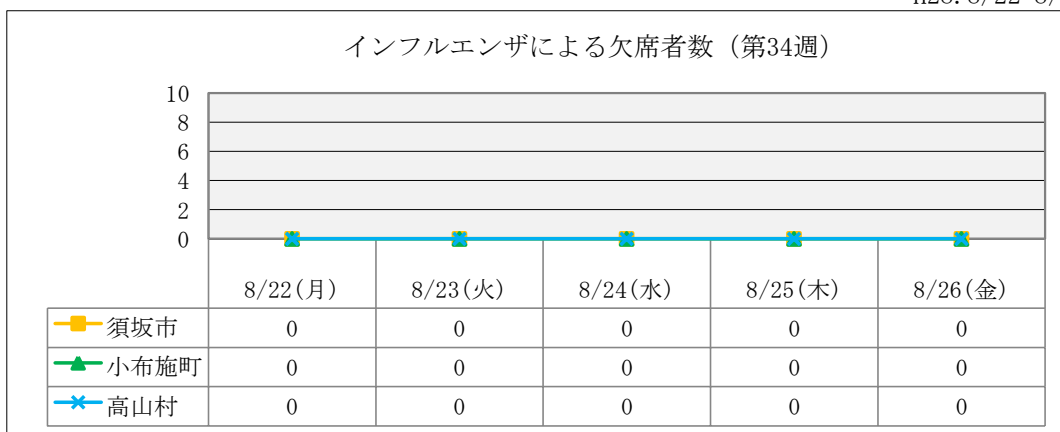 インフルエンザによる欠席者数（第34週）
10
8
6
4
2
0
8/22(月) 8/23(火) 8/24(水) 8/25(木) 8/26(金)
須坂市 0 0 0 0 0
小布施町 0 0 0 0 0
高山村 0 0 0 0 0